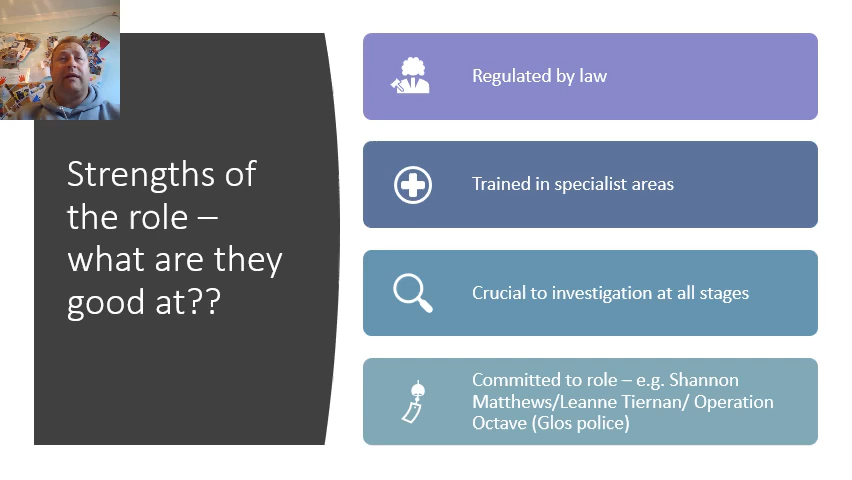 Strengths of
the role –
what are they
good at??
Regulated by law
Trained in specialist areas
Crucial to investigation at all stages
Committed to role – e.g. Shannon
Matthews/Leanne Tiernan/ Operation
Octave (Glos police)